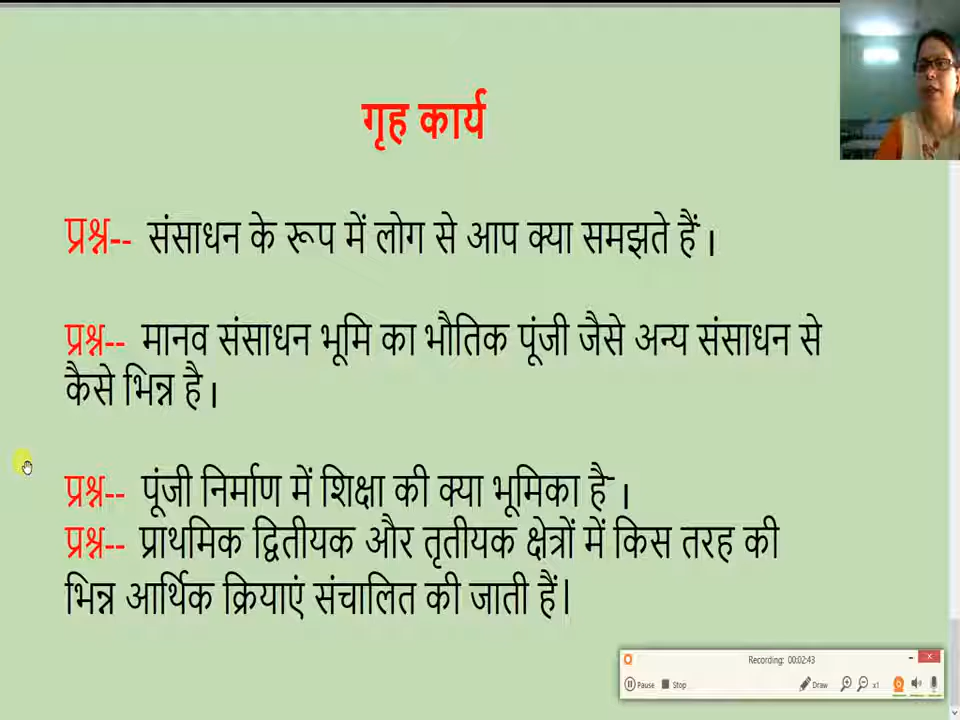 गृह कार्य
प्रश्न-- संसाधन के रूप में लोग से आप क्या समझते हैं ।
प्रश्न-- मानव संसाधन भूमि का भौतिक पूंजी जैसे अन्य संसाधन से
कैसे भिन्न है ।
प्रश्न-- पूंजी निर्माण में शिक्षा की क्या भूमिका है ।
प्रश्न-- प्राथमिक द्वितीयक और तृतीयक क्षेत्रों में किस तरह की
भिन्न आर्थिक क्रियाएं संचालित की जाती हैं।
Recording: 00:02:43
Pause Stop Draw x1